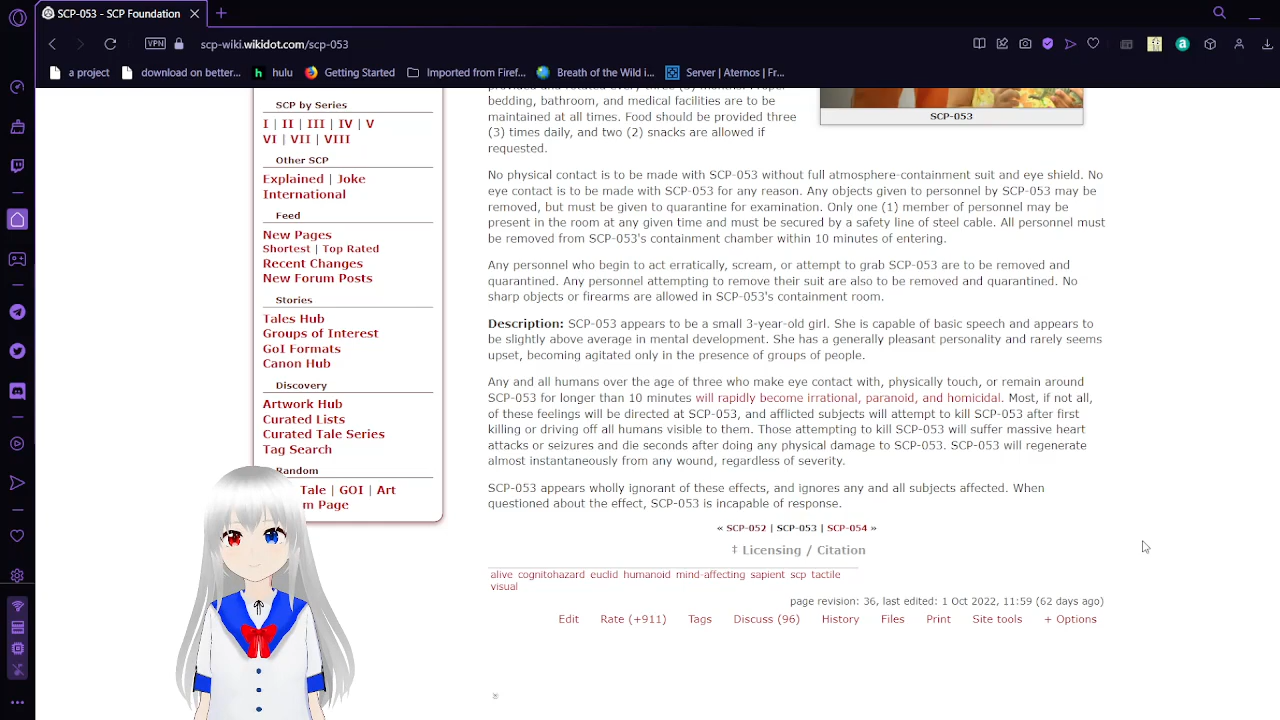 SCP-053 - SCP Foundation
VPN
scp-wiki.wikidot.com/scp-053
a project
download on better...
hulu
Getting Started
Imported from Firef...
Breath of the Wild i...
Server | Aternos | Fr...
SCP by Series
I | II | III | IV | V
VI | VII | VIII
Other SCP
Explained | Joke
International
Feed
New Pages
Shortest | Top Rated
Recent Changes
New Forum Posts
Stories
Tales Hub
Groups of Interest
GoI Formats
Canon Hub
Discovery
Artwork Hub
Curated Lists
Curated Tale Series
Tag Search
Random
Tale | GOI | Art
m Page
bedding, bathroom, and medical facilities are to be
maintained at all times. Food should be provided three
(3) times daily, and two (2) snacks are allowed if
requested.
SCP-053
No physical contact is to be made with SCP-053 without full atmosphere-containment suit and eye shield. No
eye contact is to be made with SCP-053 for any reason. Any objects given to personnel by SCP-053 may be
removed, but must be given to quarantine for examination. Only one (1) member of personnel may be
present in the room at any given time and must be secured by a safety line of steel cable. All personnel must
be removed from SCP-053's containment chamber within 10 minutes of entering.
Any personnel who begin to act erratically, scream, or attempt to grab SCP-053 are to be removed and
quarantined. Any personnel attempting to remove their suit are also to be removed and quarantined. No
sharp objects or firearms are allowed in SCP-053's containment room.
Description: SCP-053 appears to be a small 3-year-old girl. She is capable of basic speech and appears to
be slightly above average in mental development. She has a generally pleasant personality and rarely seems
upset, becoming agitated only in the presence of groups of people.
Any and all humans over the age of three who make eye contact with, physically touch, or remain around
SCP-053 for longer than 10 minutes will rapidly become irrational, paranoid, and homicidal. Most, if not all,
of these feelings will be directed at SCP-053, and afflicted subjects will attempt to kill SCP-053 after first
killing or driving off all humans visible to them. Those attempting to kill SCP-053 will suffer massive heart
attacks or seizures and die seconds after doing any physical damage to SCP-053. SCP-053 will regenerate
almost instantaneously from any wound, regardless of severity.
SCP-053 appears wholly ignorant of these effects, and ignores any and all subjects affected. When
questioned about the effect, SCP-053 is incapable of response.
« SCP-052 | SCP-053 | SCP-054 »
‡ Licensing / Citation
alive cognitohazard euclid humanoid mind-affecting sapient scp tactile
visual
page revision: 36, last edited: 1 Oct 2022, 11:59 (62 days ago)
Edit Rate (+911) Tags Discuss (96) History Files Print Site tools + Options